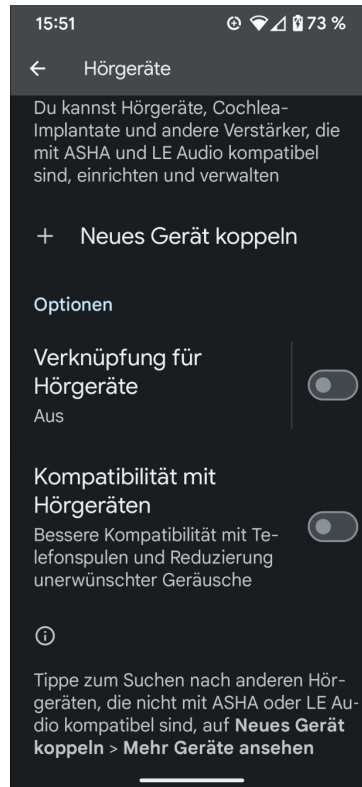 15:51
73 %
Hörgeräte
Du kannst Hörgeräte, Cochlea-
Implantate und andere Verstärker, die
mit ASHA und LE Audio kompatibel
sind, einrichten und verwalten
+ Neues Gerät koppeln
Optionen
Verknüpfung für
Hörgeräte
Aus
Kompatibilität mit
Hörgeräten
Bessere Kompatibilität mit Te-
lefonspulen und Reduzierung
unerwünschter Geräusche
Tippe zum Suchen nach anderen Hör-
geräten, die nicht mit ASHA oder LE Au-
dio kompatibel sind, auf Neues Gerät
koppeln > Mehr Geräte ansehen